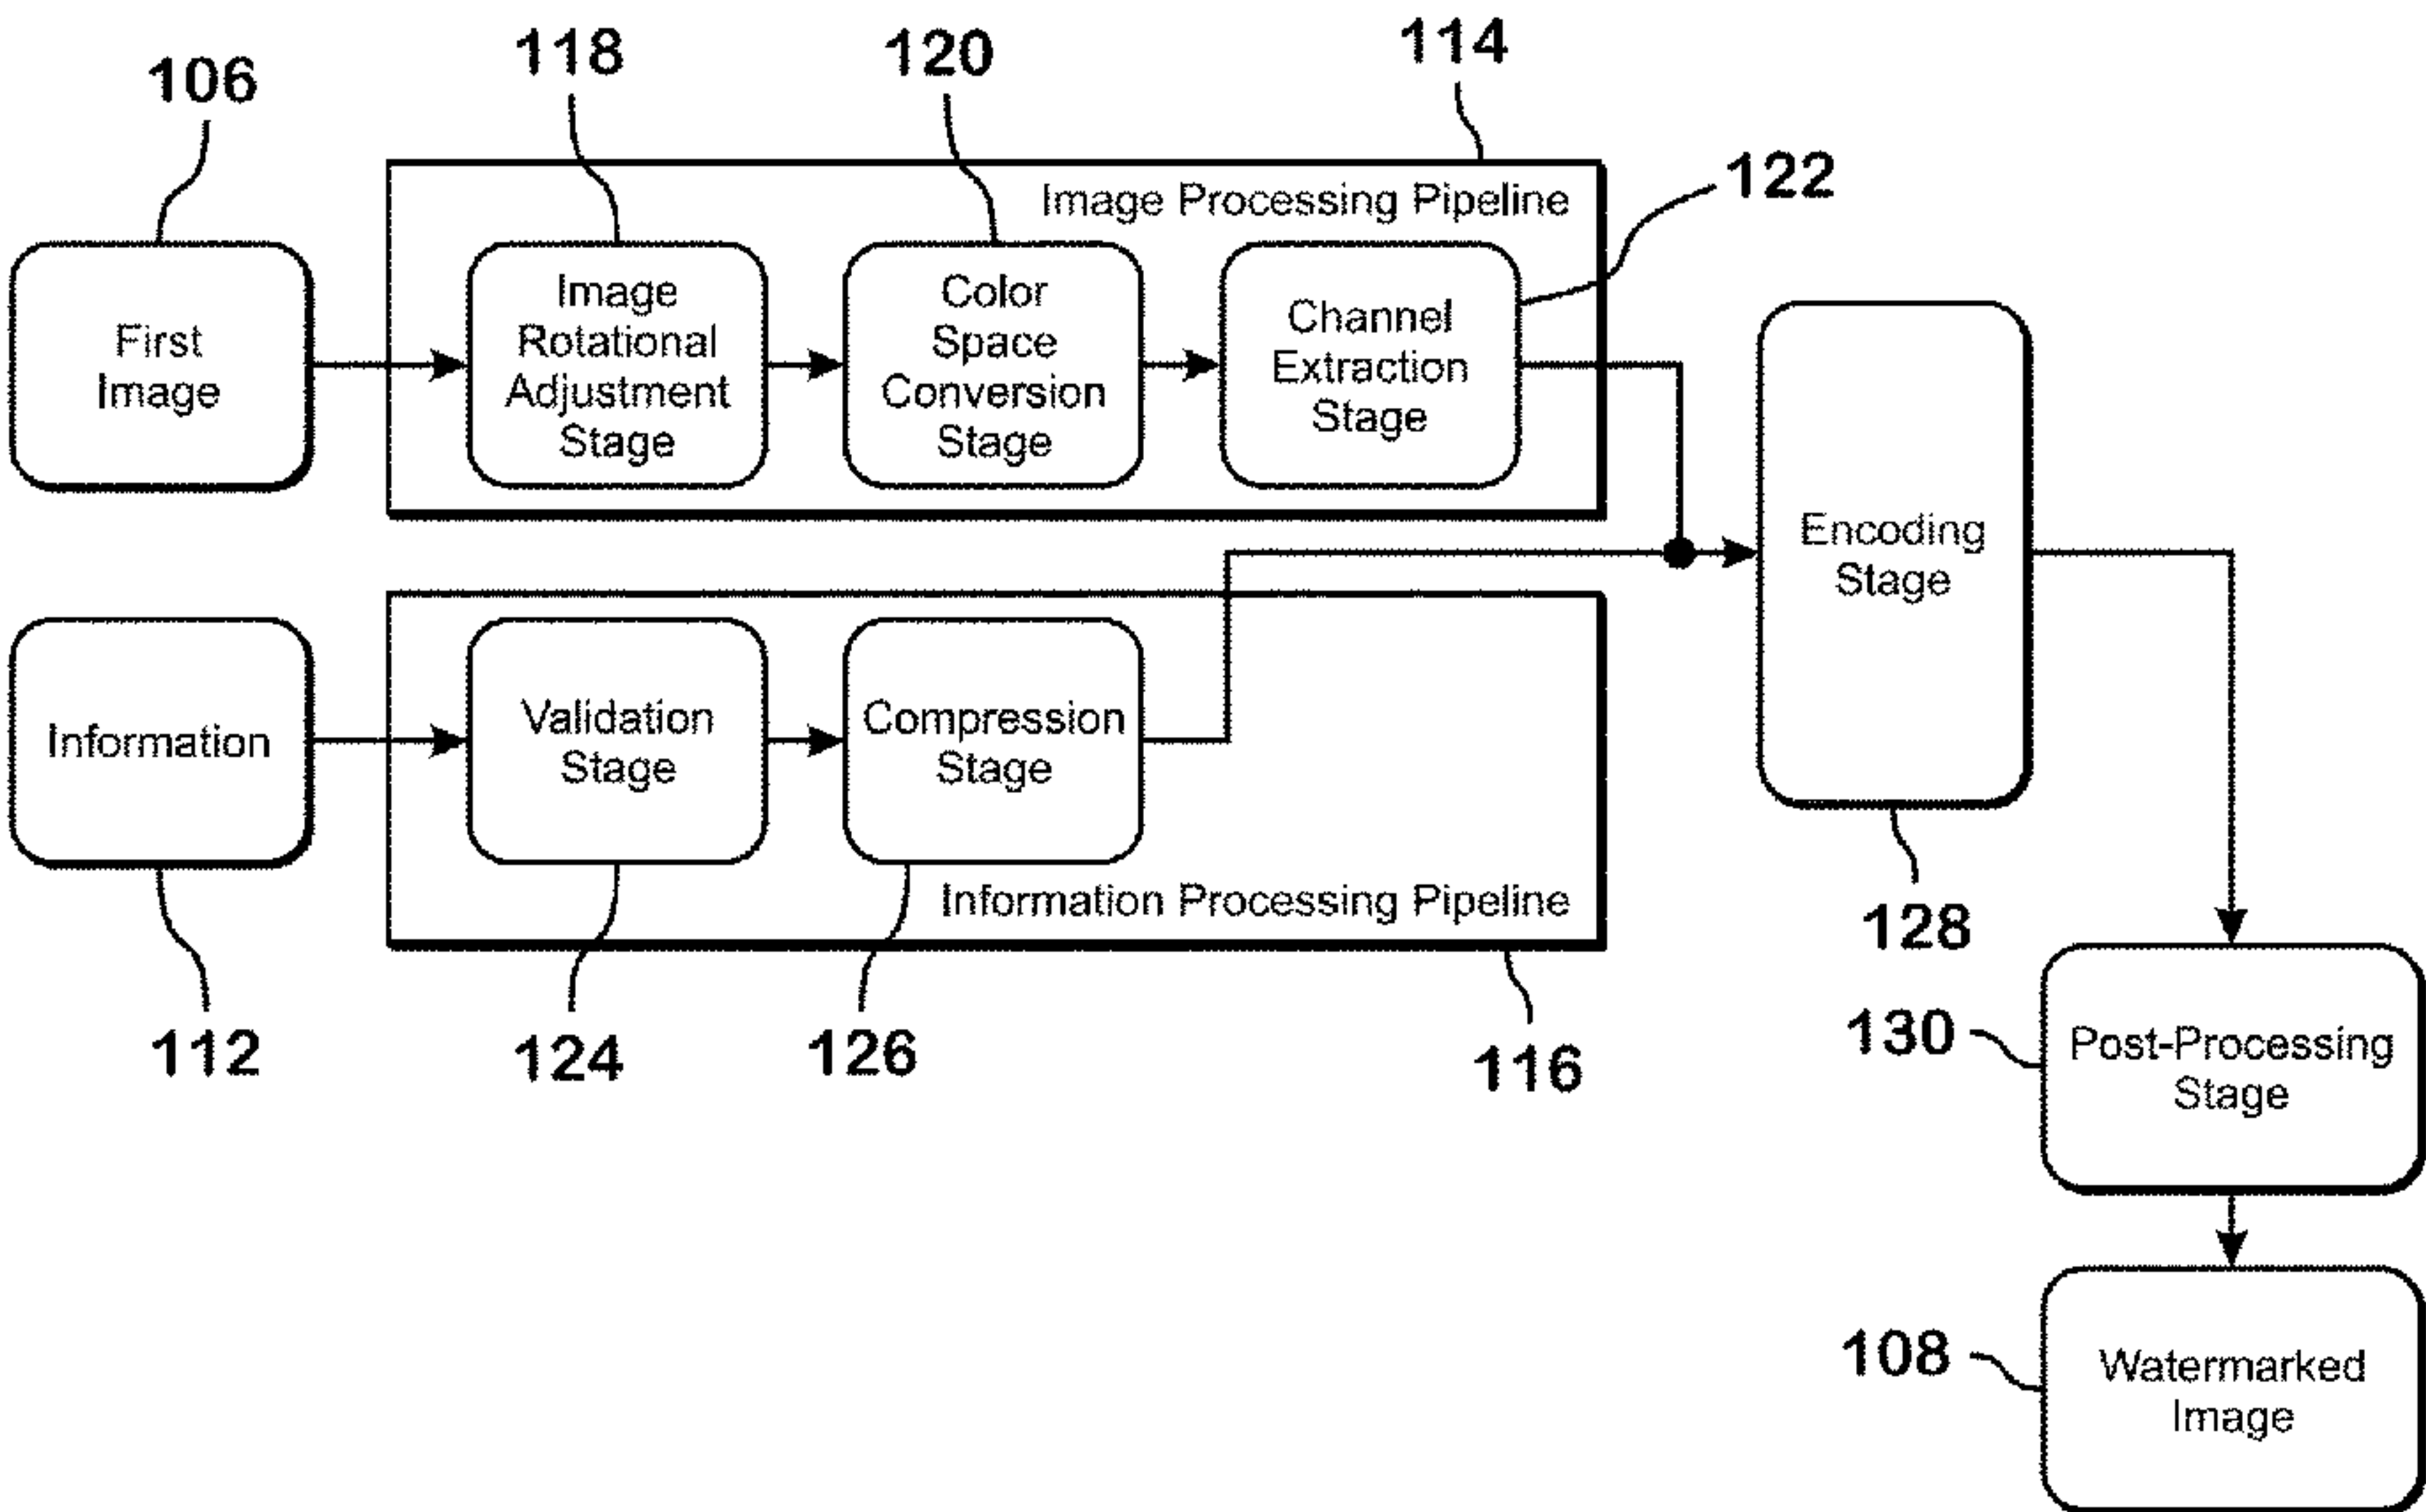 106
118
120
114
122
Image Processing Pipeline
First
Image
Image
Rotational
Adjustment
Stage
Color
Space
Conversion
Stage
Channel
Extraction
Stage
Encoding
Stage
128
Information
Validation
Stage
Compression
Stage
Information Processing Pipeline
112
124
126
116
130
Post-Processing
Stage
108
Watermarked
Image